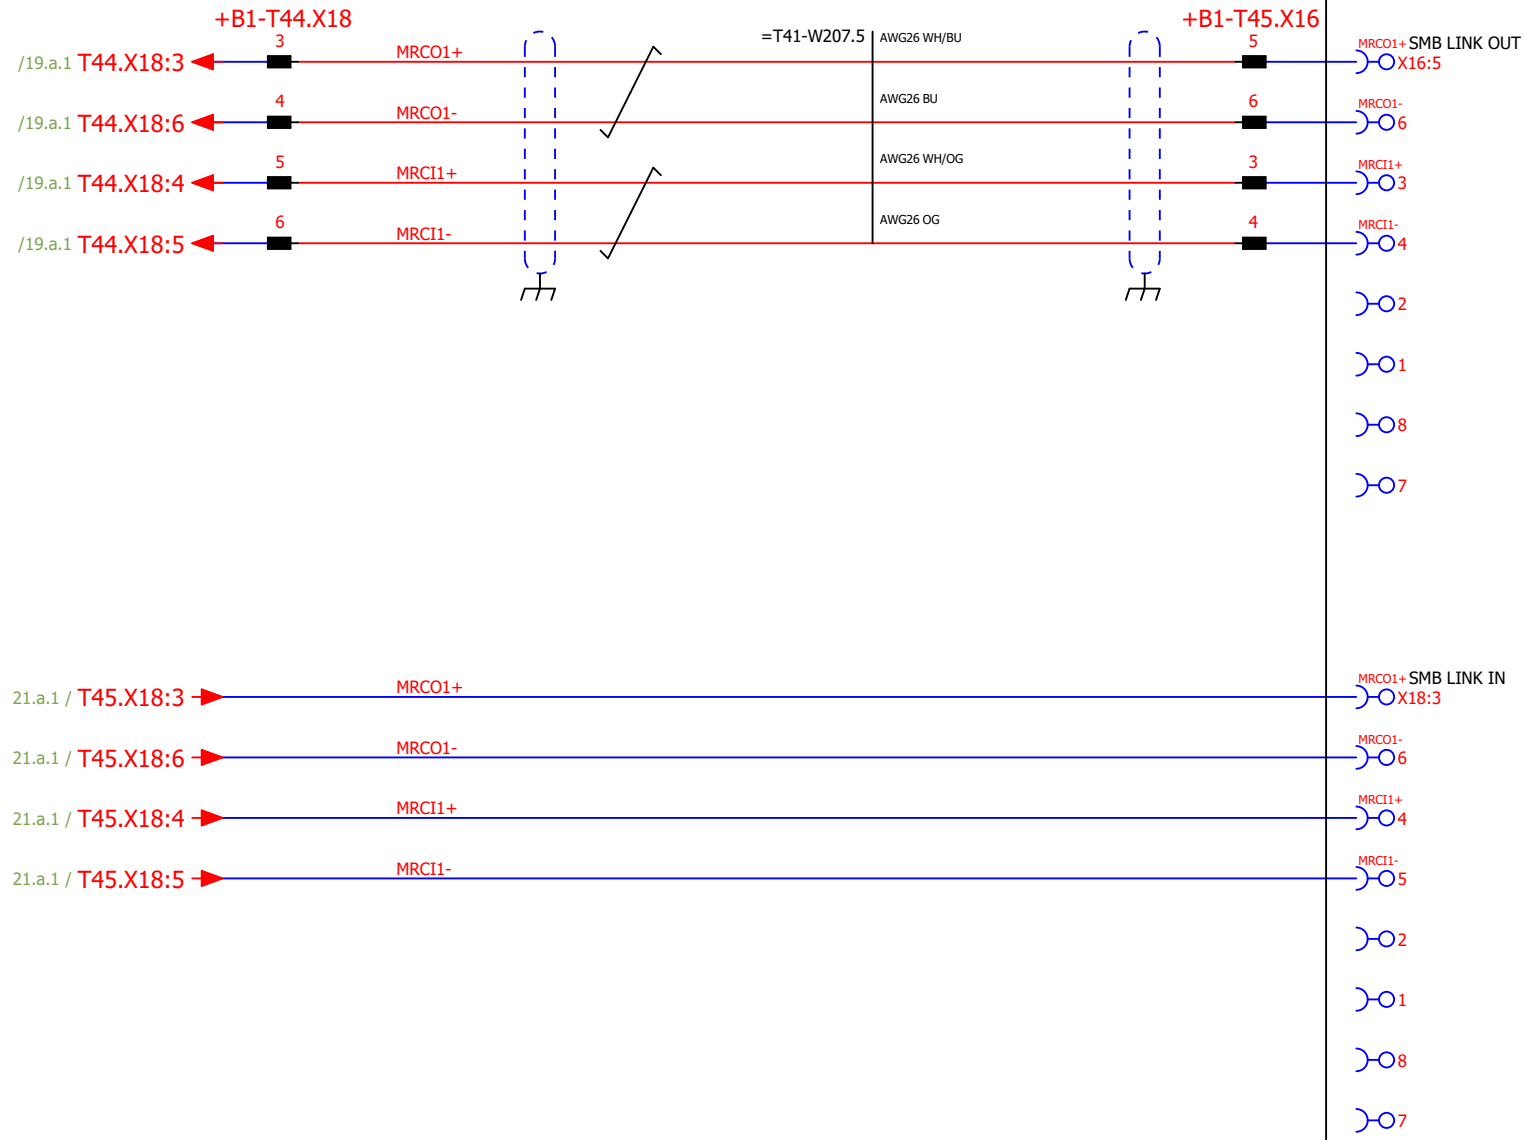 +B1-T44.X18
+B1-T45.X16
=T41-W207.5
/19.a.1 T44.X18:3
3
MRCO1+
AWG26 WH/BU
5
MRCO1+ SMB LINK OUT
X16:5
/19.a.1 T44.X18:6
4
MRCO1-
AWG26 BU
6
MRCO1-
6
/19.a.1 T44.X18:4
5
MRCI1+
AWG26 WH/OG
3
MRCI1+
3
/19.a.1 T44.X18:5
6
MRCI1-
AWG26 OG
4
MRCI1-
4
2
1
8
7
21.a.1 / T45.X18:3
MRCO1+
MRCO1+ SMB LINK IN
X18:3
21.a.1 / T45.X18:6
MRCO1-
MRCO1-
6
21.a.1 / T45.X18:4
MRCI1+
MRCI1+
4
21.a.1 / T45.X18:5
MRCI1-
MRCI1-
5
2
1
8
7